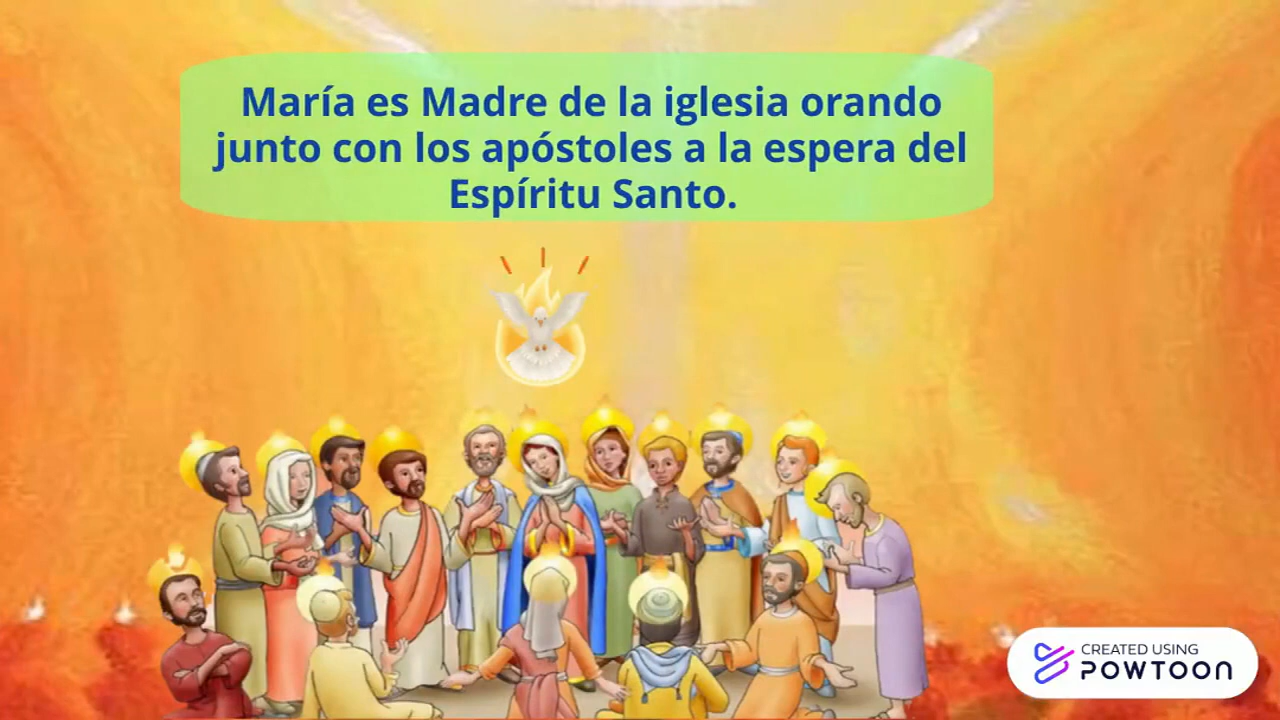 María es Madre de la iglesia orando
junto con los apóstoles a la espera del
Espíritu Santo.
CREATED USING
POWTOON